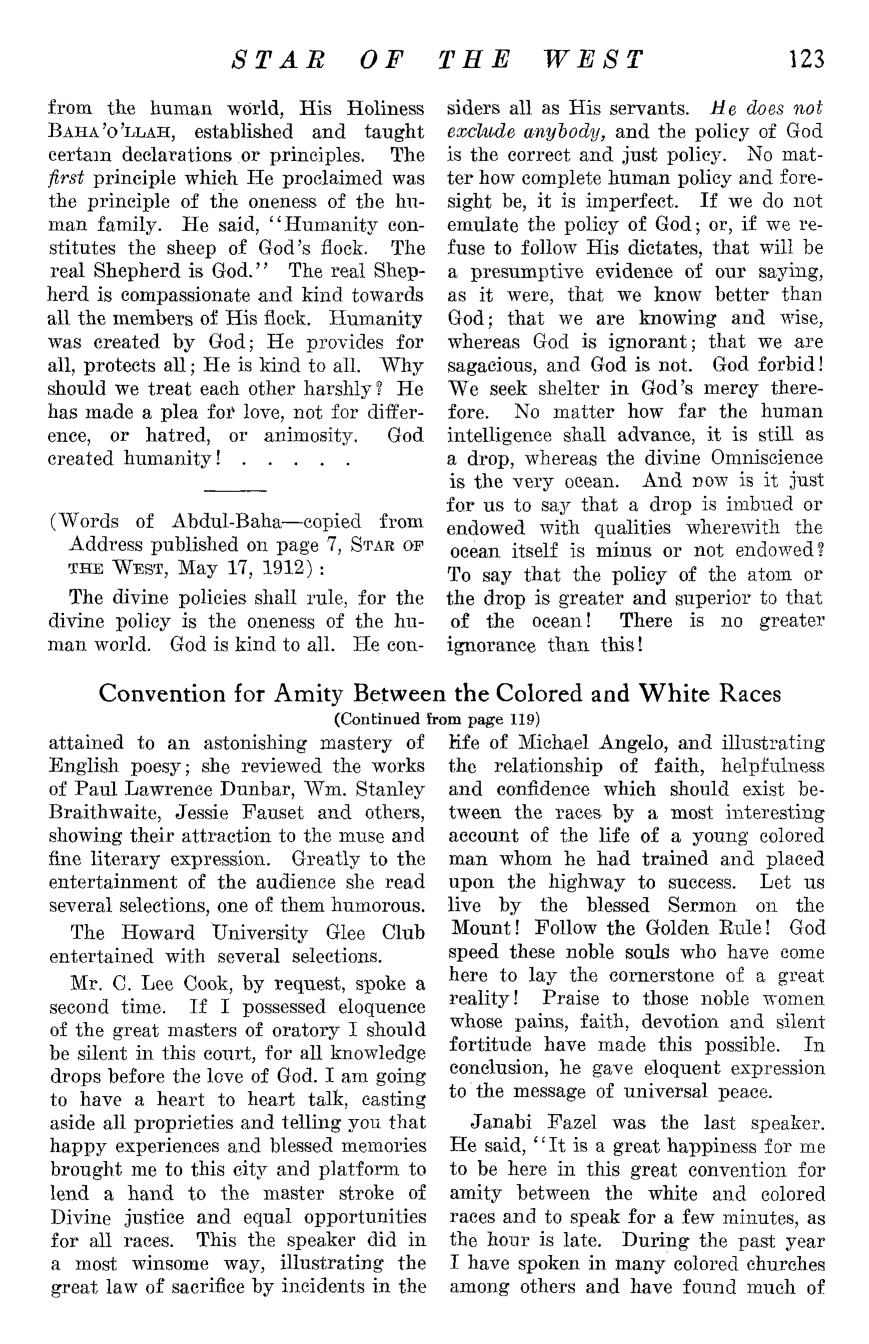 STAR OF THE WEST 123
from the human world, His Holiness
BAHA'O'LLAH, established and taught
certain declarations or principles. The
first principle which He proclaimed was
the principle of the oneness of the hu-
man family. He said, "Humanity con-
stitutes the sheep of God's flock. The
real Shepherd is God." The real Shep-
herd is compassionate and kind towards
all the members of His flock. Humanity
was created by God; He provides for
all, protects all; He is kind to all. Why
should we treat each other harshly? He
has made a plea for love, not for differ-
ence, or hatred, or animosity. God
created humanity! . . . . .
(Words of Abdul-Baha—copied from
Address published on page 7, STAR OF
THE WEST, May 17, 1912):
The divine policies shall rule, for the
divine policy is the oneness of the hu-
man world. God is kind to all. He con-
siders all as His servants. He does not
exclude anybody, and the policy of God
is the correct and just policy. No mat-
ter how complete human policy and fore-
sight be, it is imperfect. If we do not
emulate the policy of God; or, if we re-
fuse to follow His dictates, that will be
a presumptive evidence of our saying,
as it were, that we know better than
God; that we are knowing and wise,
whereas God is ignorant; that we are
sagacious, and God is not. God forbid!
We seek shelter in God's mercy there-
fore. No matter how far the human
intelligence shall advance, it is still as
a drop, whereas the divine Omniscience
is the very ocean. And now is it just
for us to say that a drop is imbued or
endowed with qualities wherewith the
ocean itself is minus or not endowed?
To say that the policy of the atom or
the drop is greater and superior to that
of the ocean! There is no greater
ignorance than this!
Convention for Amity Between the Colored and White Races
(Continued from page 119)
attained to an astonishing mastery of
English poesy; she reviewed the works
of Paul Lawrence Dunbar, Wm. Stanley
Braithwaite, Jessie Fauset and others,
showing their attraction to the muse and
fine literary expression. Greatly to the
entertainment of the audience she read
several selections, one of them humorous.
The Howard University Glee Club
entertained with several selections.
Mr. C. Lee Cook, by request, spoke a
second time. If I possessed eloquence
of the great masters of oratory I should
be silent in this court, for all knowledge
drops before the love of God. I am going
to have a heart to heart talk, casting
aside all proprieties and telling you that
happy experiences and blessed memories
brought me to this city and platform to
lend a hand to the master stroke of
Divine justice and equal opportunities
for all races. This the speaker did in
a most winsome way, illustrating the
great law of sacrifice by incidents in the
life of Michael Angelo, and illustrating
the relationship of faith, helpfulness
and confidence which should exist be-
tween the races by a most interesting
account of the life of a young colored
man whom he had trained and placed
upon the highway to success. Let us
live by the blessed Sermon on the
Mount! Follow the Golden Rule! God
speed these noble souls who have come
here to lay the cornerstone of a great
reality! Praise to those noble women
whose pains, faith, devotion and silent
fortitude have made this possible. In
conclusion, he gave eloquent expression
to the message of universal peace.
Janabi Fazel was the last speaker.
He said, "It is a great happiness for me
to be here in this great convention for
amity between the white and colored
races and to speak for a few minutes, as
the hour is late. During the past year
I have spoken in many colored churches
among others and have found much of